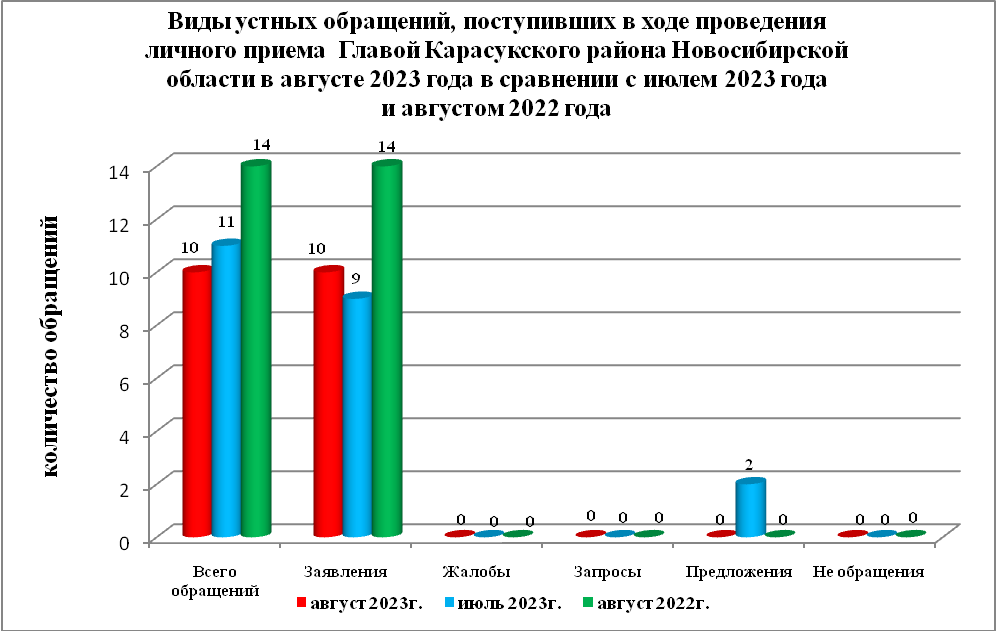 Виды устных обращений, поступивших в ходе проведения
личного приема Главой Карасукского района Новосибирской
области в августе 2023 года в сравнении с июлем 2023 года
и августом 2022 года
количество обращений
14
12
10
8
6
4
2
0
10 11 14
10 9 14
0 0 0
0 0 0
0 2 0
0 0 0
Всего
обращений
Заявления
Жалобы
Запросы
Предложения
Не обращения
август 2023г. июль 2023г. август 2022г.